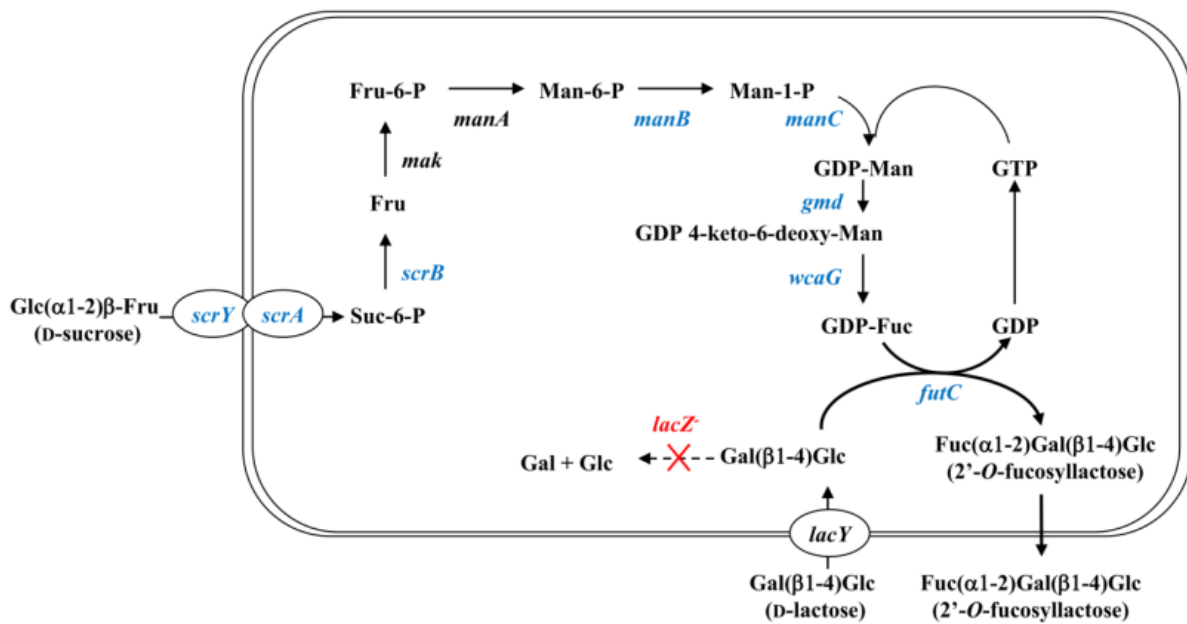 Fru-6-P
Man-6-P
Man-1-P
manA
manB
manC
mak
GDP-Man
GTP
Fru
gmd
GDP 4-keto-6-deoxy-Man
scrB
wcaG
Glc(α1-2)β-Fru
(D-sucrose)
scrY
scrA
Suc-6-P
GDP-Fuc
GDP
futC
lacZ-
Gal + Glc
Gal(β1-4)Glc
Fuc(α1-2)Gal(β1-4)Glc
(2’-O-fucosyllactose)
lacY
Gal(β1-4)Glc
(D-lactose)
Fuc(α1-2)Gal(β1-4)Glc
(2’-O-fucosyllactose)